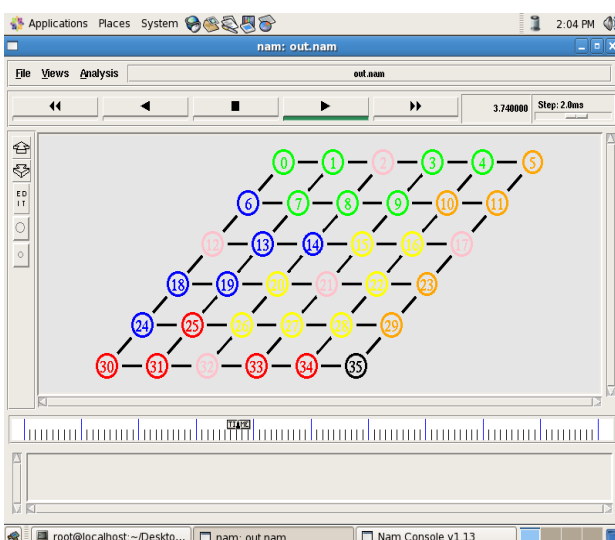 Applications Places System 2:04 PM
nam: out.nam
File Views Analysis out.nam
3.740000 Step: 2.0ms
ED
IT
0 1 2 3 4 5
6 7 8 9 10 11
12 13 14 15 16 17
18 19 20 21 22 23
24 25 26 27 28 29
30 31 32 33 34 35
TIME
root@localhost:~/Deskto... nam: out.nam Nam Console v1.13